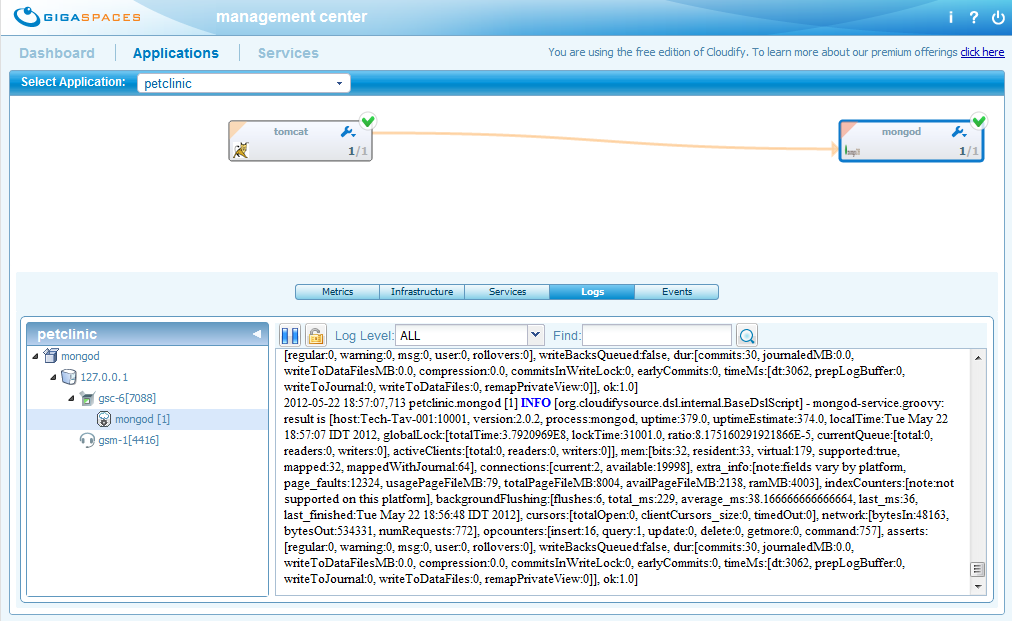 GIGASPACES management center i ?
Dashboard Applications Services You are using the free edition of Cloudify. To learn more about our premium offerings click here
Select Application: petclinic
tomcat
1/1
mongod
1/1
Metrics Infrastructure Services Logs Events
petclinic
mongod
127.0.0.1
gsc-6[7088]
mongod [1]
gsm-1[4416]
Log Level: ALL Find:
[regular:0, warning:0, msg:0, user:0, rollovers:0], writeBacksQueued:false, dur:[commits:30, journaledMB:0.0,
writeToDataFilesMB:0.0, compression:0.0, commitsInWriteLock:0, earlyCommits:0, timeMs:[dt:3062, prepLogBuffer:0,
writeToJournal:0, writeToDataFiles:0, remapPrivateView:0]], ok:1.0]
2012-05-22 18:57:07,713 petclinic.mongod [1] INFO [org.cloudifysource.dsl.internal.BaseDslScript] - mongod-service.groovy:
result is [host:Tech-Tav-001:10001, version:2.0.2, process:mongod, uptime:379.0, uptimeEstimate:374.0, localTime:Tue May 22
18:57:07 IDT 2012, globalLock:[totalTime:3.7920969E8, lockTime:31001.0, ratio:8.175160291921866E-5, currentQueue:[total:0,
readers:0, writers:0], activeClients:[total:0, readers:0, writers:0]], mem:[bits:32, resident:33, virtual:179, supported:true,
mapped:32, mappedWithJournal:64], connections:[current:2, available:19998], extra_info:[note:fields vary by platform,
page_faults:12324, usagePageFileMB:79, totalPageFileMB:8004, availPageFileMB:2138, ramMB:4003], indexCounters:[note:not
supported on this platform], backgroundFlushing:[flushes:6, total_ms:229, average_ms:38.166666666666664, last_ms:36,
last_finished:Tue May 22 18:56:48 IDT 2012], cursors:[totalOpen:0, clientCursors_size:0, timedOut:0], network:[bytesIn:48163,
bytesOut:534331, numRequests:772], opcounters:[insert:16, query:1, update:0, delete:0, getmore:0, command:757], asserts:
[regular:0, warning:0, msg:0, user:0, rollovers:0], writeBacksQueued:false, dur:[commits:30, journaledMB:0.0,
writeToDataFilesMB:0.0, compression:0.0, commitsInWriteLock:0, earlyCommits:0, timeMs:[dt:3062, prepLogBuffer:0,
writeToJournal:0, writeToDataFiles:0, remapPrivateView:0]], ok:1.0]